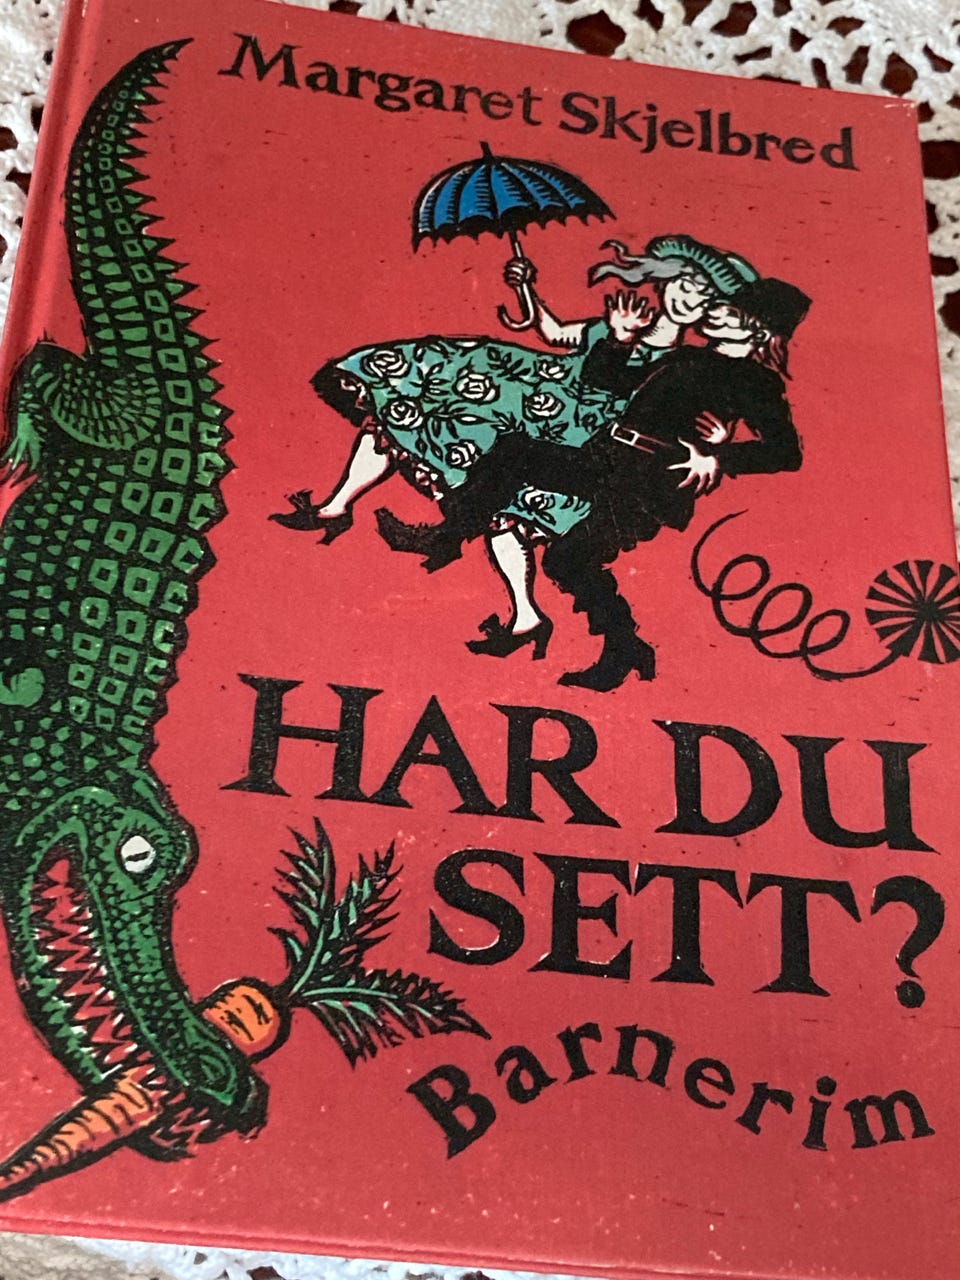 Margaret Skjelbred
HAR DU
SETT?
Barnerim